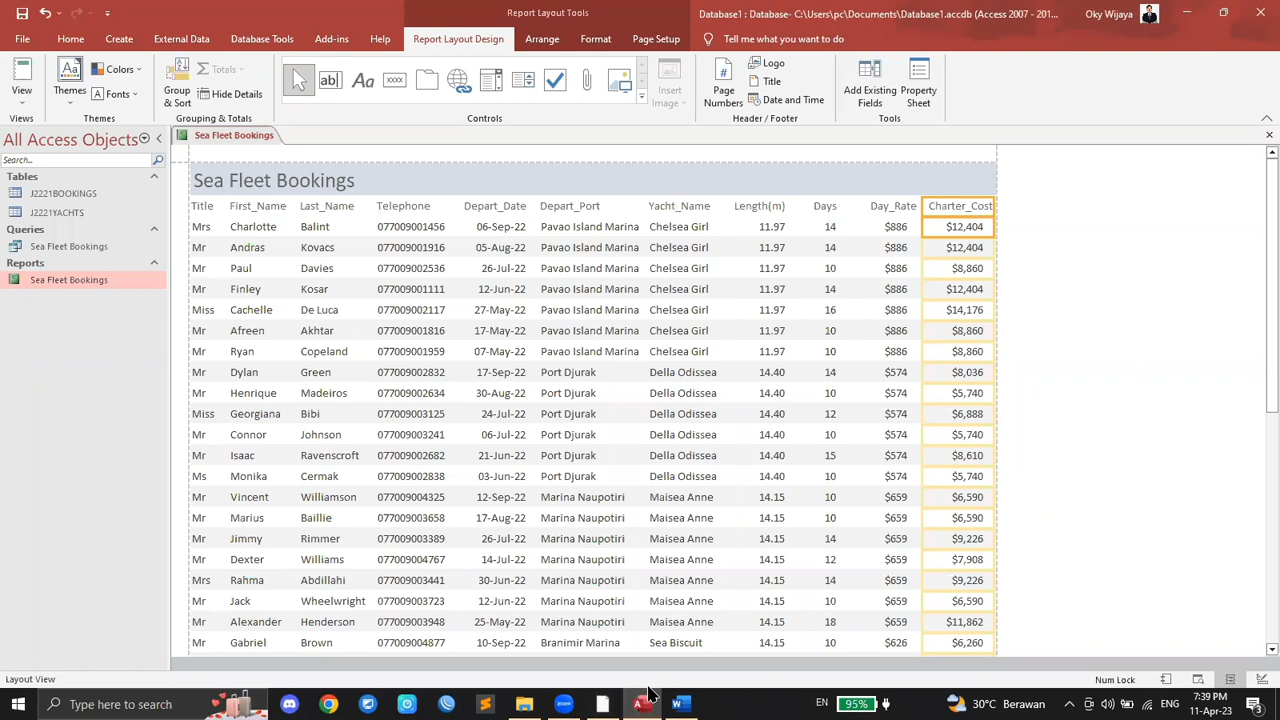 Report Layout Tools
Database1 : Database- C:\Users\pc\Documents\Database1.accdb (Access 2007 - 201...
Oky Wijaya
File Home Create External Data Database Tools Add-ins Help Report Layout Design Arrange Format Page Setup Tell me what you want to do
View
Themes
Colors
Fonts
Group & Sort
Totals
Hide Details
ab|
Aa
xxxx
Insert Image
Page Numbers
Logo
Title
Date and Time
Add Existing Fields
Property Sheet
Views Themes Grouping & Totals Controls Header / Footer Tools
All Access Objects
Search...
Tables
J2221BOOKINGS
J2221YACHTS
Queries
Sea Fleet Bookings
Reports
Sea Fleet Bookings
Sea Fleet Bookings
Sea Fleet Bookings
Title First_Name Last_Name Telephone Depart_Date Depart_Port Yacht_Name Length(m) Days Day_Rate Charter_Cost
Mrs Charlotte Balint 077009001456 06-Sep-22 Pavao Island Marina Chelsea Girl 11.97 14 $886 $12,404
Mr Andras Kovacs 077009001916 05-Aug-22 Pavao Island Marina Chelsea Girl 11.97 14 $886 $12,404
Mr Paul Davies 077009002536 26-Jul-22 Pavao Island Marina Chelsea Girl 11.97 10 $886 $8,860
Mr Finley Kosar 077009001111 12-Jun-22 Pavao Island Marina Chelsea Girl 11.97 14 $886 $12,404
Miss Cachelle De Luca 077009002117 27-May-22 Pavao Island Marina Chelsea Girl 11.97 16 $886 $14,176
Mr Afreen Akhtar 077009001816 17-May-22 Pavao Island Marina Chelsea Girl 11.97 10 $886 $8,860
Mr Ryan Copeland 077009001959 07-May-22 Pavao Island Marina Chelsea Girl 11.97 10 $886 $8,860
Mr Dylan Green 077009002832 17-Sep-22 Port Djurak Della Odissea 14.40 14 $574 $8,036
Mr Henrique Madeiros 077009002634 30-Aug-22 Port Djurak Della Odissea 14.40 10 $574 $5,740
Miss Georgiana Bibi 077009003125 24-Jul-22 Port Djurak Della Odissea 14.40 12 $574 $6,888
Mr Connor Johnson 077009003241 06-Jul-22 Port Djurak Della Odissea 14.40 10 $574 $5,740
Mr Isaac Ravenscroft 077009002682 21-Jun-22 Port Djurak Della Odissea 14.40 15 $574 $8,610
Ms Monika Cermak 077009002838 03-Jun-22 Port Djurak Della Odissea 14.40 10 $574 $5,740
Mr Vincent Williamson 077009004325 12-Sep-22 Marina Naupotiri Maisea Anne 14.15 10 $659 $6,590
Mr Marius Baillie 077009003658 17-Aug-22 Marina Naupotiri Maisea Anne 14.15 10 $659 $6,590
Mr Jimmy Rimmer 077009003389 26-Jul-22 Marina Naupotiri Maisea Anne 14.15 14 $659 $9,226
Mr Dexter Williams 077009004767 14-Jul-22 Marina Naupotiri Maisea Anne 14.15 12 $659 $7,908
Mrs Rahma Abdillahi 077009003441 30-Jun-22 Marina Naupotiri Maisea Anne 14.15 14 $659 $9,226
Mr Jack Wheelwright 077009003723 12-Jun-22 Marina Naupotiri Maisea Anne 14.15 10 $659 $6,590
Mr Alexander Henderson 077009003948 25-May-22 Marina Naupotiri Maisea Anne 14.15 18 $659 $11,862
Mr Gabriel Brown 077009004877 10-Sep-22 Branimir Marina Sea Biscuit 14.15 10 $626 $6,260
Layout View
Num Lock
Type here to search
zoom
EN
95%
30°C Berawan
ENG
7:39 PM
11-Apr-23
3